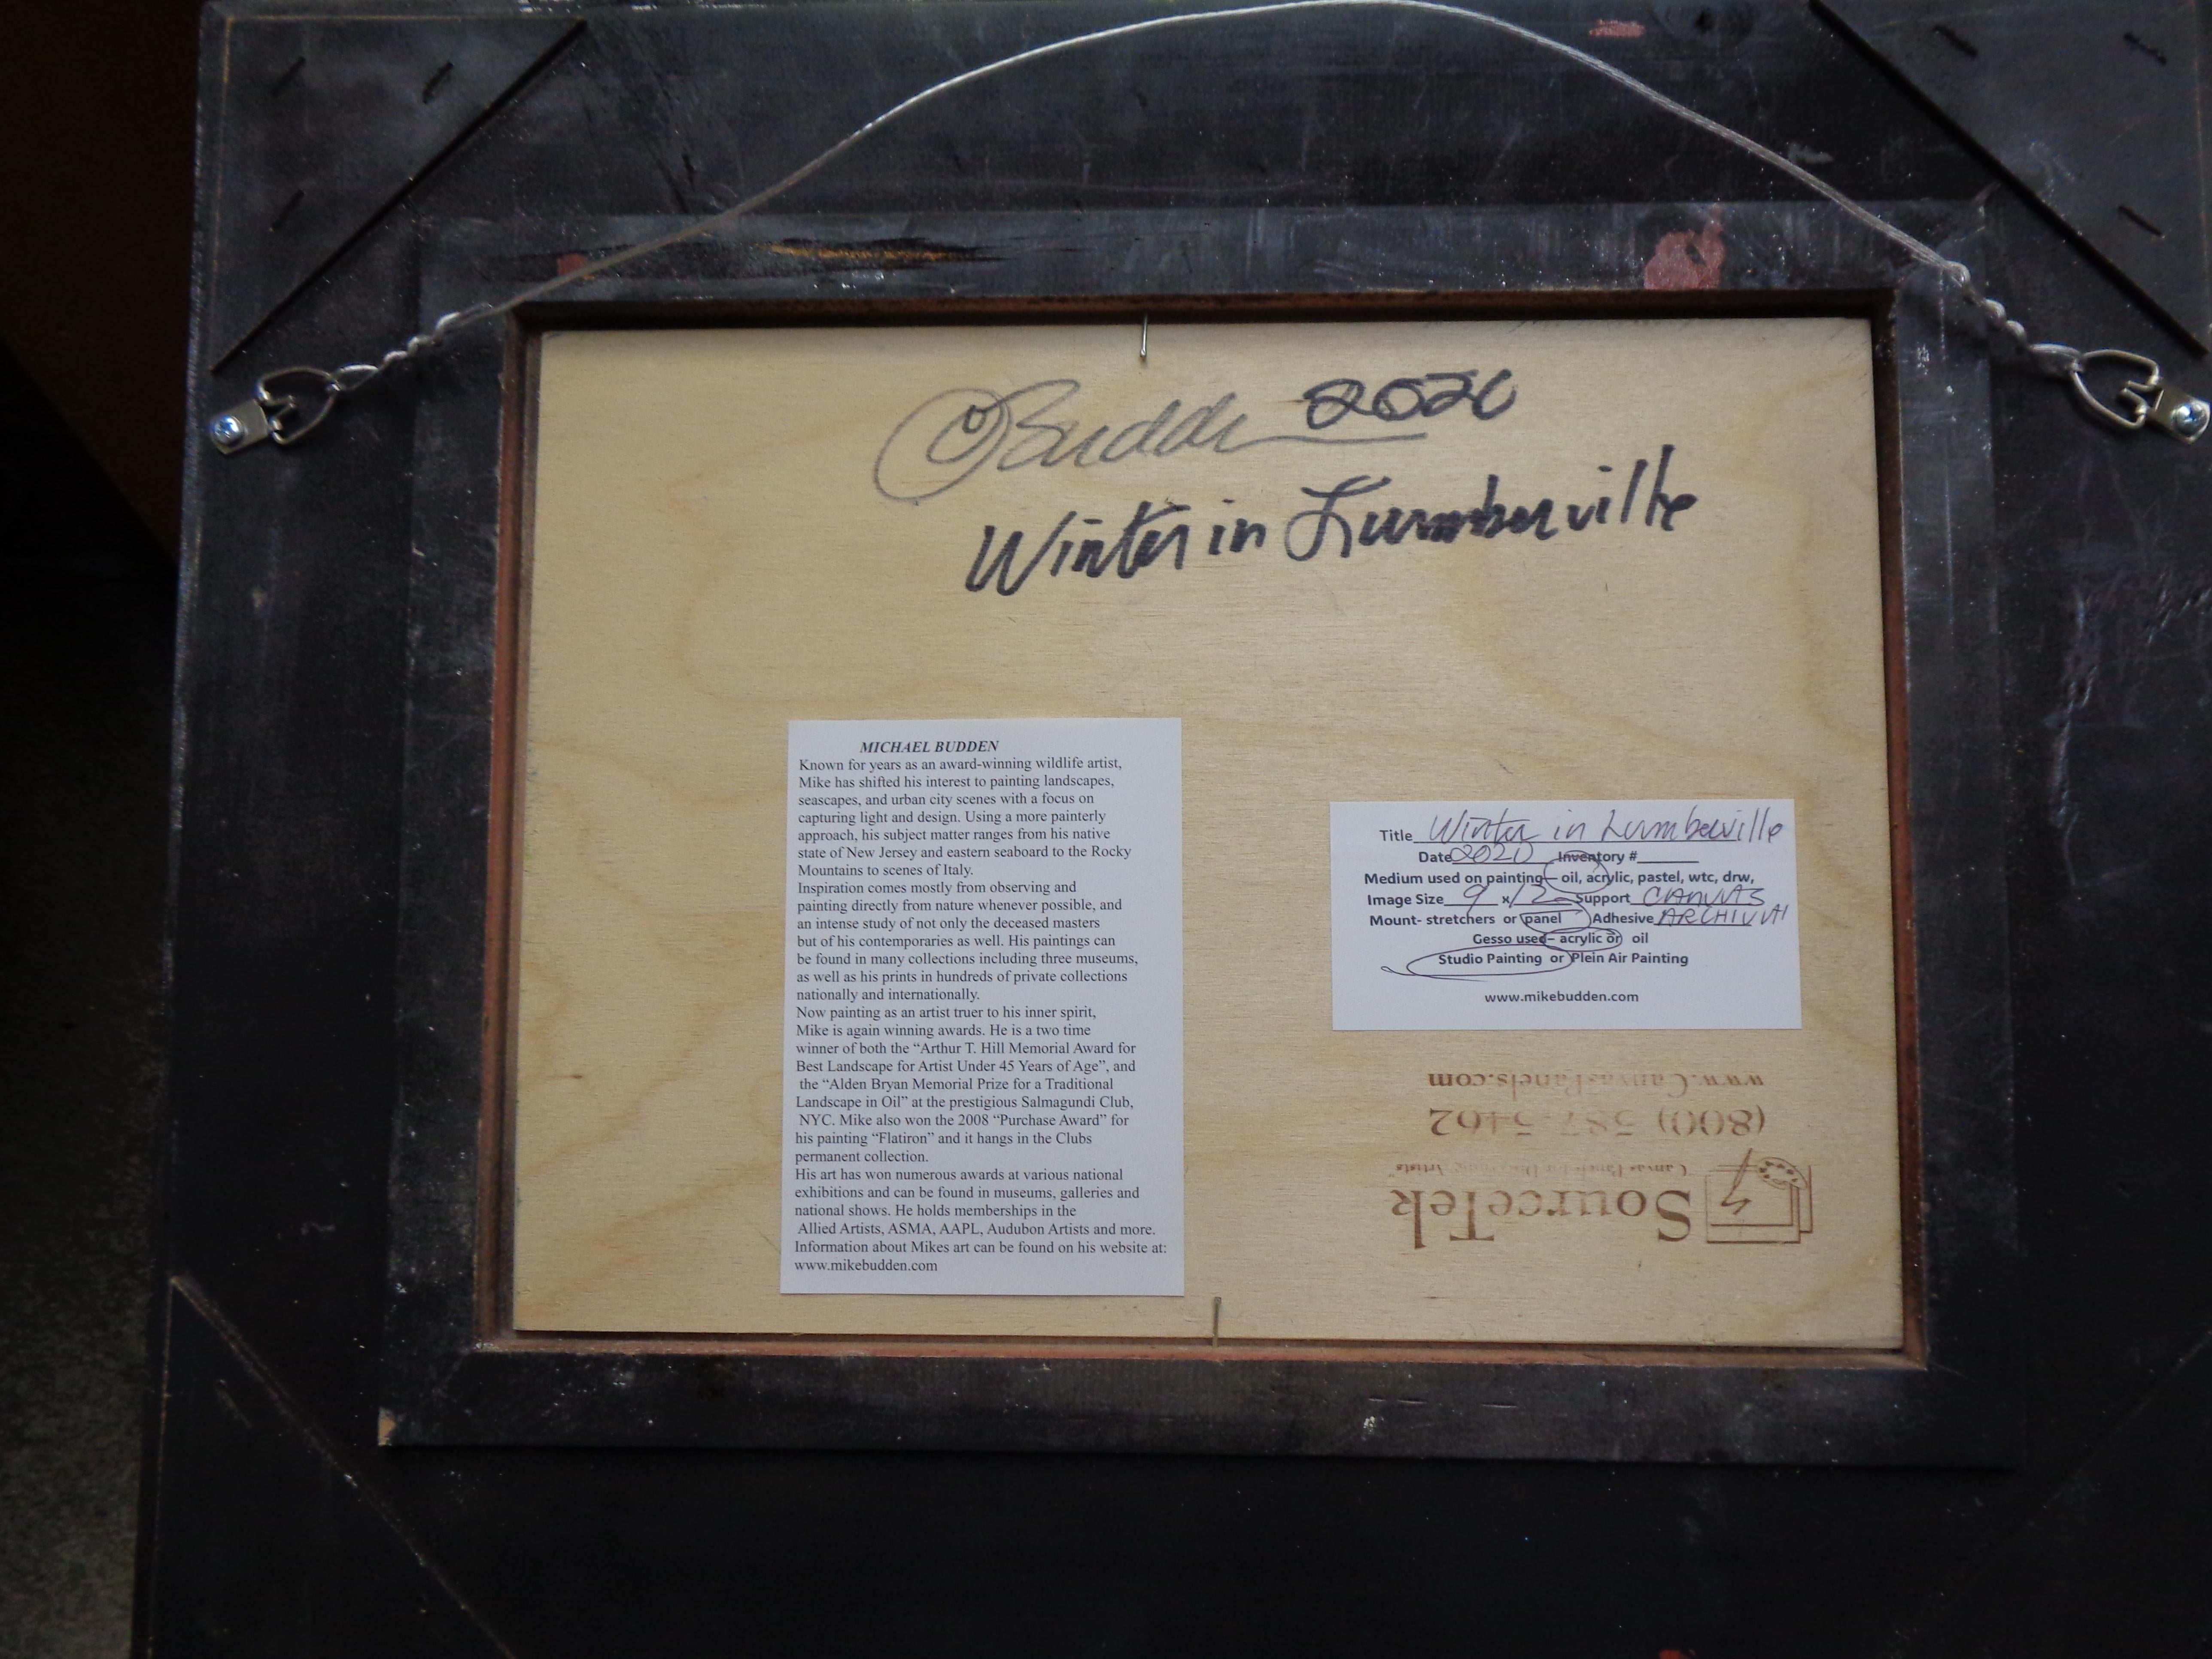 © Budden 2020
Winter in Lumberville
MICHAEL BUDDEN
Known for years as an award-winning wildlife artist,
Mike has shifted his interest to painting landscapes,
seascapes, and urban city scenes with a focus on
capturing light and design. Using a more painterly
approach, his subject matter ranges from his native
state of New Jersey and eastern seaboard to the Rocky
Mountains to scenes of Italy.
Inspiration comes mostly from observing and
painting directly from nature whenever possible, and
an intense study of not only the deceased masters
but of his contemporaries as well. His paintings can
be found in many collections including three museums,
as well as his prints in hundreds of private collections
nationally and internationally.
Now painting as an artist truer to his inner spirit,
Mike is again winning awards. He is a two time
winner of both the “Arthur T. Hill Memorial Award for
Best Landscape for Artist Under 45 Years of Age”, and
the “Alden Bryan Memorial Prize for a Traditional
Landscape in Oil” at the prestigious Salmagundi Club,
NYC. Mike also won the 2008 “Purchase Award” for
his painting “Flatiron” and it hangs in the Clubs
permanent collection.
His art has won numerous awards at various national
exhibitions and can be found in museums, galleries and
national shows. He holds memberships in the
Allied Artists, ASMA, AAPL, Audubon Artists and more.
Information about Mikes art can be found on his website at:
www.mikebudden.com
Title Winter in Lumberville
Date 2020 Inventory #
Medium used on painting– oil, acrylic, pastel, wtc, drw,
Image Size 9 x 12 Support CANVAS
Mount- stretchers or panel Adhesive ARCHIVAl
Gesso used– acrylic or oil
Studio Painting or Plein Air Painting
www.mikebudden.com
SourceTek
(800) 587-5462
www.CanvasPanels.com